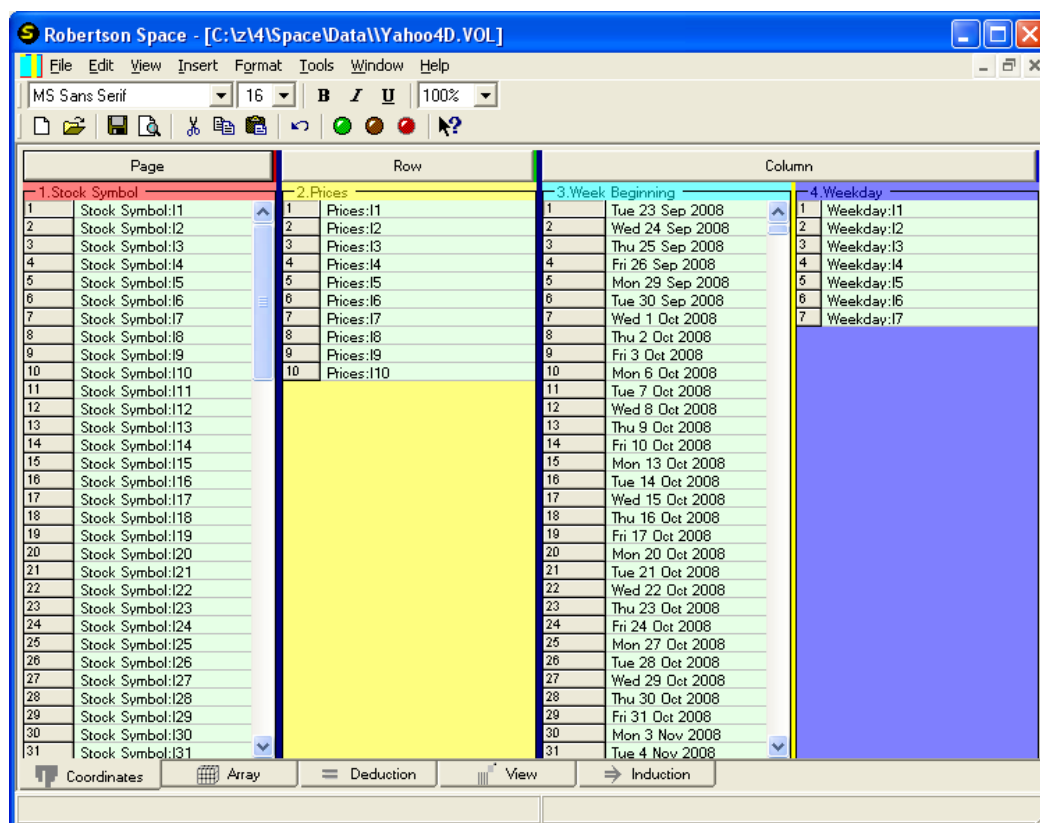 Robertson Space - [C:\z\4\Space\Data\\Yahoo4D.VOL]
File Edit View Insert Format Tools Window Help
MS Sans Serif 16 B I U 100%
Page Row Column
1.Stock Symbol 2.Prices 3.Week Beginning 4.Weekday
1 Stock Symbol:I1 1 Prices:I1 1 Tue 23 Sep 2008 1 Weekday:I1
2 Stock Symbol:I2 2 Prices:I2 2 Wed 24 Sep 2008 2 Weekday:I2
3 Stock Symbol:I3 3 Prices:I3 3 Thu 25 Sep 2008 3 Weekday:I3
4 Stock Symbol:I4 4 Prices:I4 4 Fri 26 Sep 2008 4 Weekday:I4
5 Stock Symbol:I5 5 Prices:I5 5 Mon 29 Sep 2008 5 Weekday:I5
6 Stock Symbol:I6 6 Prices:I6 6 Tue 30 Sep 2008 6 Weekday:I6
7 Stock Symbol:I7 7 Prices:I7 7 Wed 1 Oct 2008 7 Weekday:I7
8 Stock Symbol:I8 8 Prices:I8 8 Thu 2 Oct 2008
9 Stock Symbol:I9 9 Prices:I9 9 Fri 3 Oct 2008
10 Stock Symbol:I10 10 Prices:I10 10 Mon 6 Oct 2008
11 Stock Symbol:I11 11 Tue 7 Oct 2008
12 Stock Symbol:I12 12 Wed 8 Oct 2008
13 Stock Symbol:I13 13 Thu 9 Oct 2008
14 Stock Symbol:I14 14 Fri 10 Oct 2008
15 Stock Symbol:I15 15 Mon 13 Oct 2008
16 Stock Symbol:I16 16 Tue 14 Oct 2008
17 Stock Symbol:I17 17 Wed 15 Oct 2008
18 Stock Symbol:I18 18 Thu 16 Oct 2008
19 Stock Symbol:I19 19 Fri 17 Oct 2008
20 Stock Symbol:I20 20 Mon 20 Oct 2008
21 Stock Symbol:I21 21 Tue 21 Oct 2008
22 Stock Symbol:I22 22 Wed 22 Oct 2008
23 Stock Symbol:I23 23 Thu 23 Oct 2008
24 Stock Symbol:I24 24 Fri 24 Oct 2008
25 Stock Symbol:I25 25 Mon 27 Oct 2008
26 Stock Symbol:I26 26 Tue 28 Oct 2008
27 Stock Symbol:I27 27 Wed 29 Oct 2008
28 Stock Symbol:I28 28 Thu 30 Oct 2008
29 Stock Symbol:I29 29 Fri 31 Oct 2008
30 Stock Symbol:I30 30 Mon 3 Nov 2008
31 Stock Symbol:I31 31 Tue 4 Nov 2008
Coordinates Array Deduction View Induction